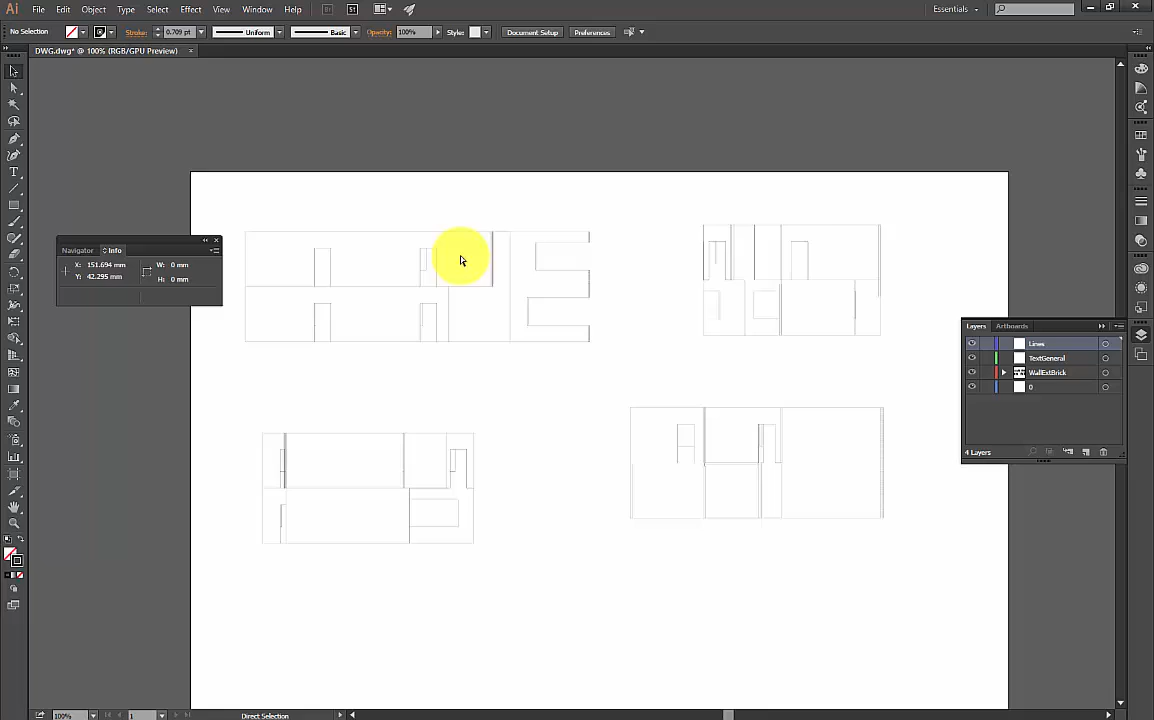 Ai File Edit Object Type Select Effect View Window Help Br St Essentials
No Selection Stroke: 0.709 pt Uniform Basic Opacity: 100% Style: Document Setup Preferences
DWG.dwg* @ 100% (RGB/GPU Preview) ×
Navigator Info
X: 151.694 mm W: 0 mm
Y: 42.295 mm H: 0 mm
Layers Artboards
Lines
TextGeneral
WallExtBrick
0
4 Layers
100% 1 Direct Selection